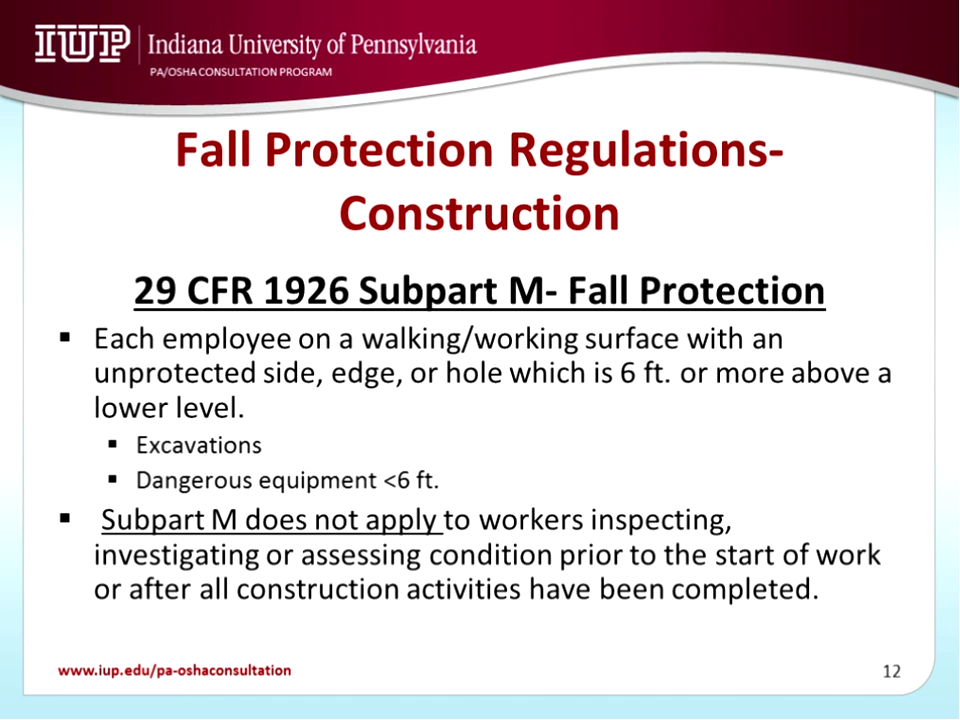 IUP Indiana University of Pennsylvania
PA/OSHA CONSULTATION PROGRAM
Fall Protection Regulations-
Construction
29 CFR 1926 Subpart M- Fall Protection
▪ Each employee on a walking/working surface with an
unprotected side, edge, or hole which is 6 ft. or more above a
lower level.
▪ Excavations
▪ Dangerous equipment <6 ft.
▪ Subpart M does not apply to workers inspecting,
investigating or assessing condition prior to the start of work
or after all construction activities have been completed.
www.iup.edu/pa-oshaconsultation
12